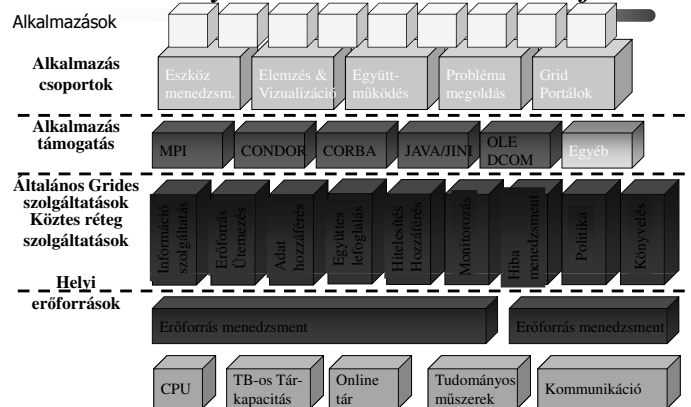 Alkalmazások
Alkalmazás
csoportok
Eszköz
menedzsm.
Elemzés &
Vizualizáció
Együtt-
működés
Probléma
megoldás
Grid
Portálok
Alkalmazás
támogatás
MPI
CONDOR
CORBA
JAVA/JINI
OLE
DCOM
Egyéb
Általános Grides
szolgáltatások
Köztes réteg
szolgáltatások
Információ
szolgáltatás
Erőforrás
Ütemezés
Adat
hozzáférés
Együttes
lefoglalás
Hitelesítés
Hozzáférés
Monitorozás
Hiba
menedzsment
Politika
Könyvelés
Helyi
erőforrások
Erőforrás menedzsment
Erőforrás menedzsment
CPU
TB-os Tár-
kapacitás
Online
tár
Tudományos
műszerek
Kommunikáció